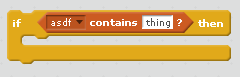 if asdf contains thing ? then